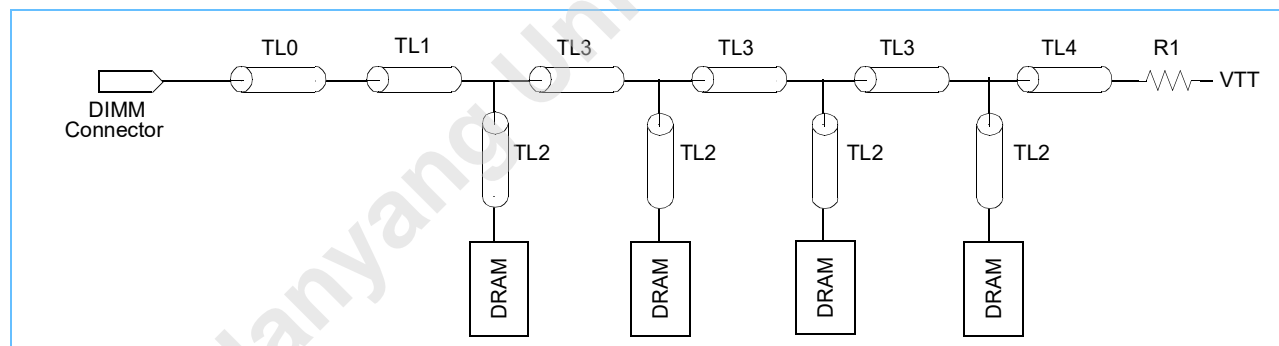 TL0
TL1
TL3
TL3
TL3
TL4
R1
VTT
DIMM
Connector
TL2
TL2
TL2
TL2
DRAM
DRAM
DRAM
DRAM